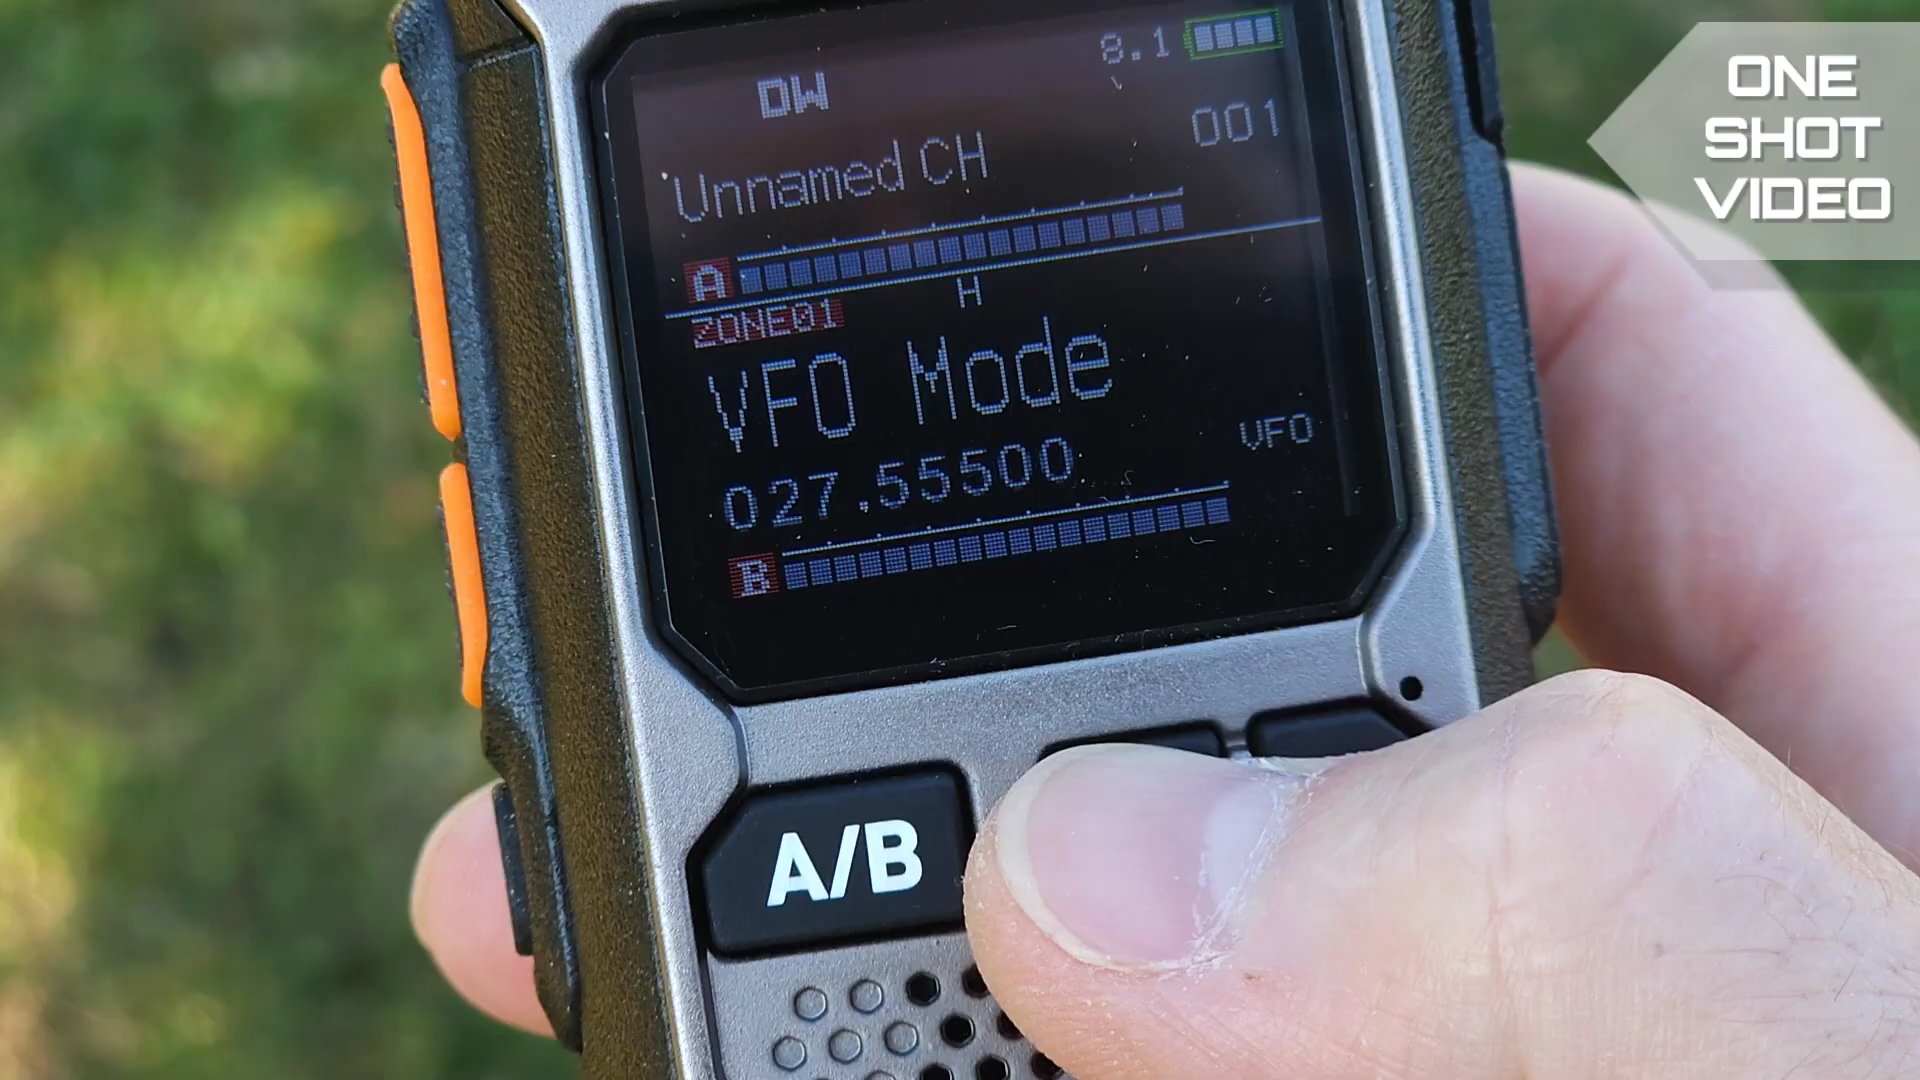 8.1
DW
001
Unnamed CH
A
H
ZONE01
VFO Mode
VFO
027.55500
B
A/B
ONE
SHOT
VIDEO